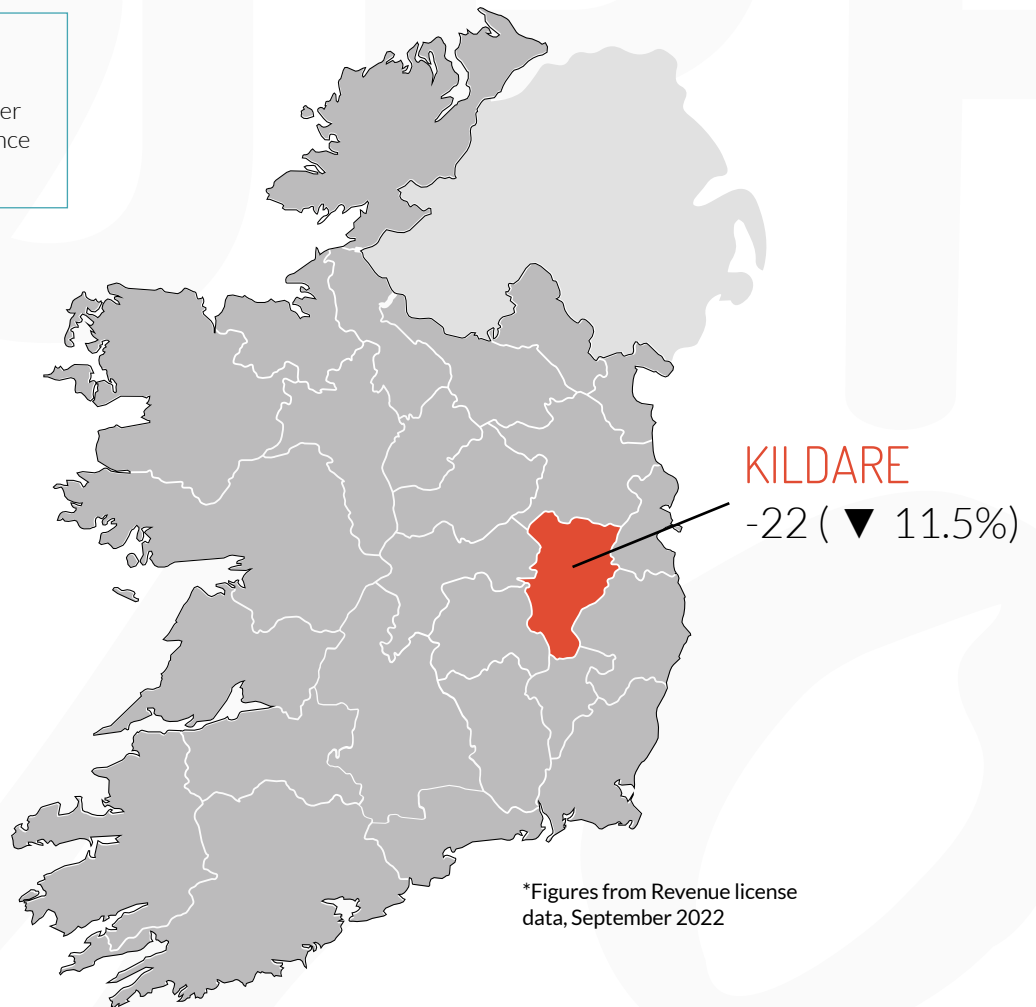 KILDARE
-22 ( ▼ 11.5%)
*Figures from Revenue license
data, September 2022